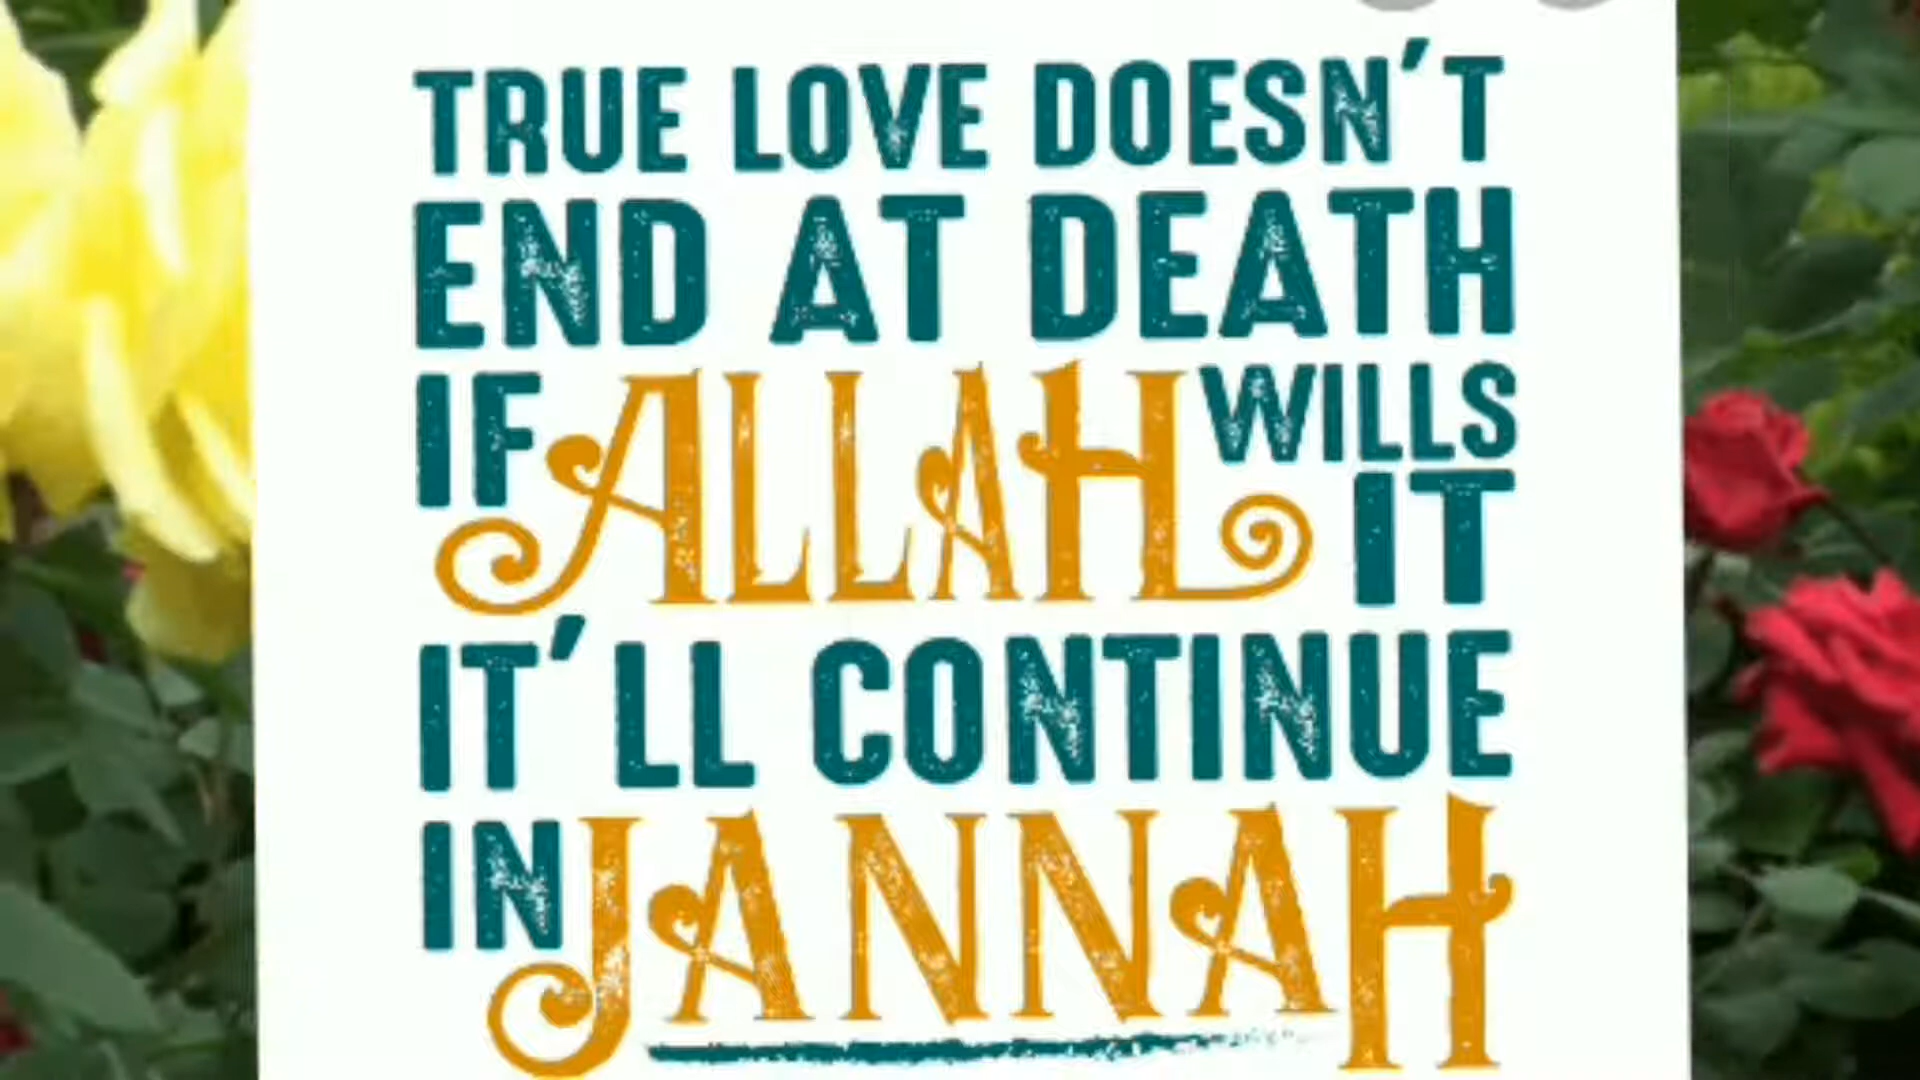 TRUE LOVE DOESN'T
END AT DEATH
IF ALLAH WILLS
IT
IT'LL CONTINUE
IN JANNAH